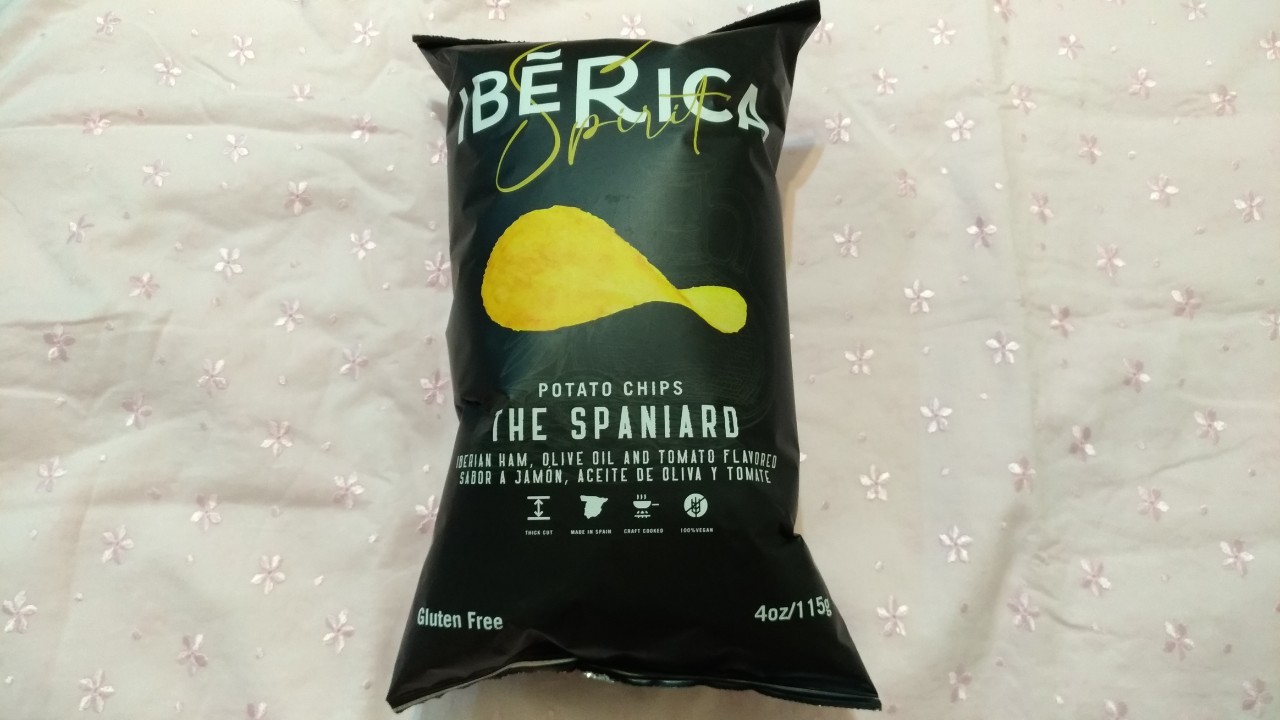 IBĒRICA
Spirit
POTATO CHIPS
THE SPANIARD
IBERIAN HAM, OLIVE OIL AND TOMATO FLAVORED
SABOR A JAMÓN, ACEITE DE OLIVA Y TOMATE
THICK CUT MADE IN SPAIN CRAFT COOKED 100%VEGAN
Gluten Free 4oz/115g